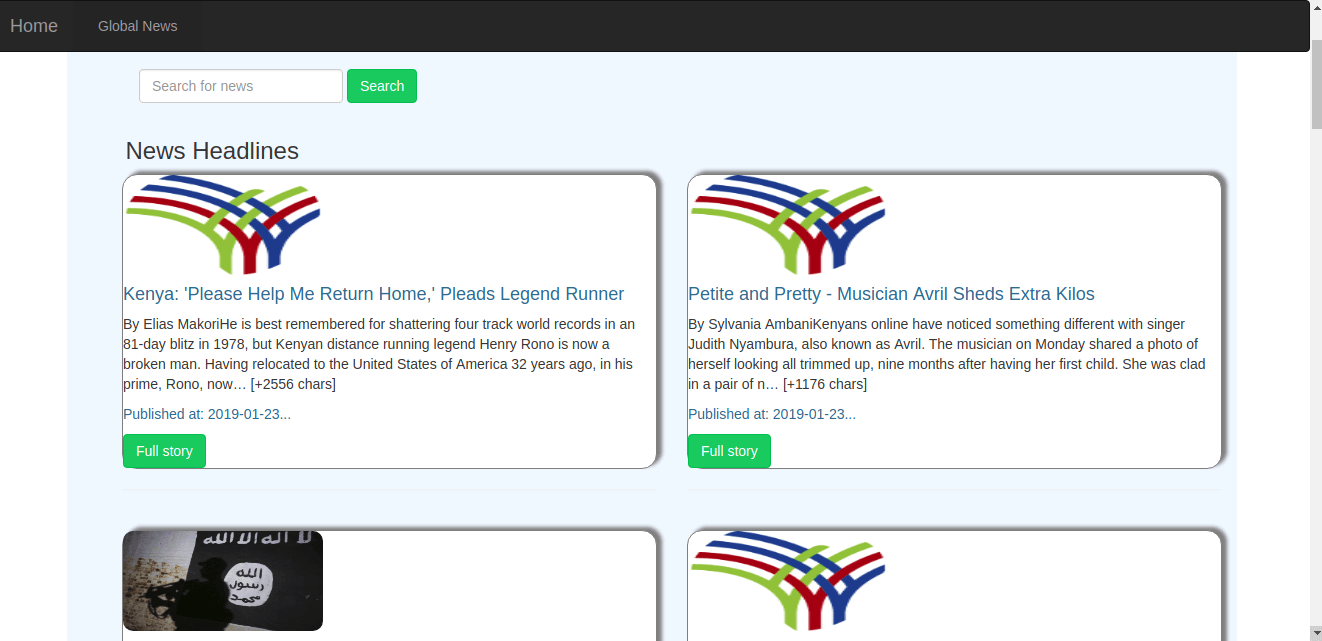 Home
Global News
Search for news
Search
News Headlines
Kenya: 'Please Help Me Return Home,' Pleads Legend Runner
By Elias MakoriHe is best remembered for shattering four track world records in an
81-day blitz in 1978, but Kenyan distance running legend Henry Rono is now a
broken man. Having relocated to the United States of America 32 years ago, in his
prime, Rono, now… [+2556 chars]
Published at: 2019-01-23...
Full story
Petite and Pretty - Musician Avril Sheds Extra Kilos
By Sylvania AmbaniKenyans online have noticed something different with singer
Judith Nyambura, also known as Avril. The musician on Monday shared a photo of
herself looking all trimmed up, nine months after having her first child. She was clad
in a pair of n… [+1176 chars]
Published at: 2019-01-23...
Full story
الله
رسول
محمد